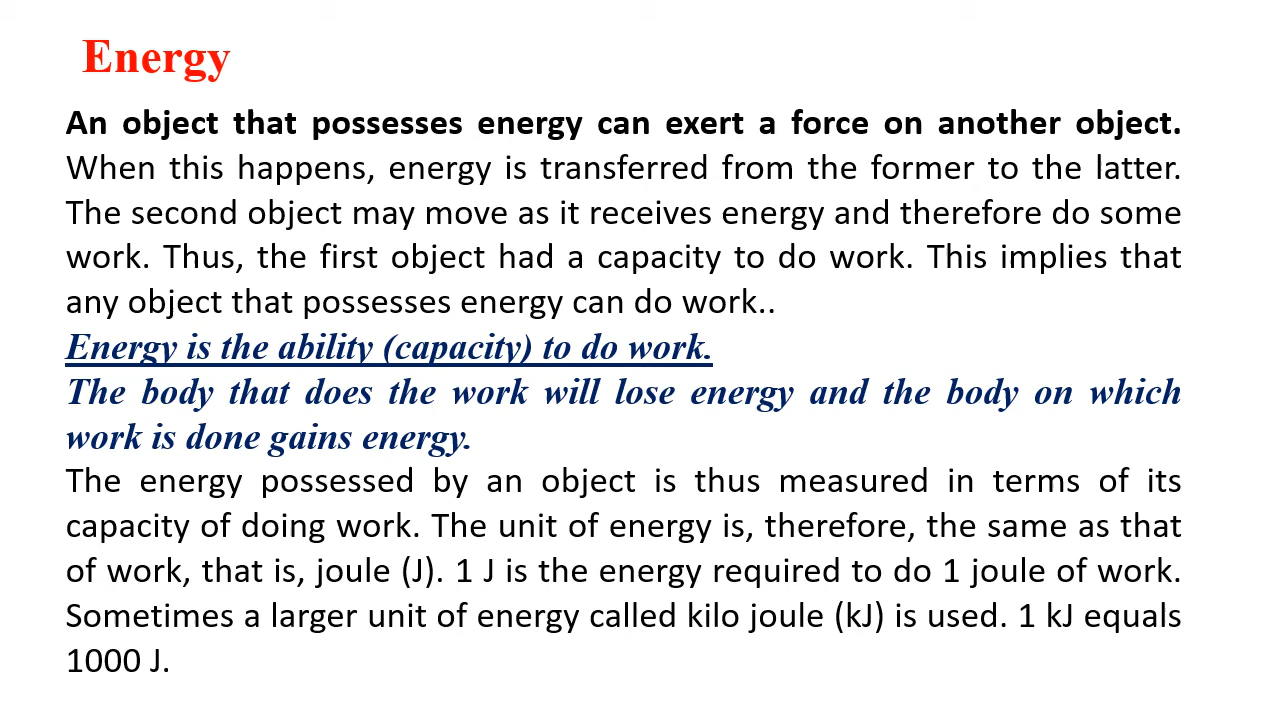 Energy
An object that possesses energy can exert a force on another object.
When this happens, energy is transferred from the former to the latter.
The second object may move as it receives energy and therefore do some
work. Thus, the first object had a capacity to do work. This implies that
any object that possesses energy can do work..
Energy is the ability (capacity) to do work.
The body that does the work will lose energy and the body on which
work is done gains energy.
The energy possessed by an object is thus measured in terms of its
capacity of doing work. The unit of energy is, therefore, the same as that
of work, that is, joule (J). 1 J is the energy required to do 1 joule of work.
Sometimes a larger unit of energy called kilo joule (kJ) is used. 1 kJ equals
1000 J.